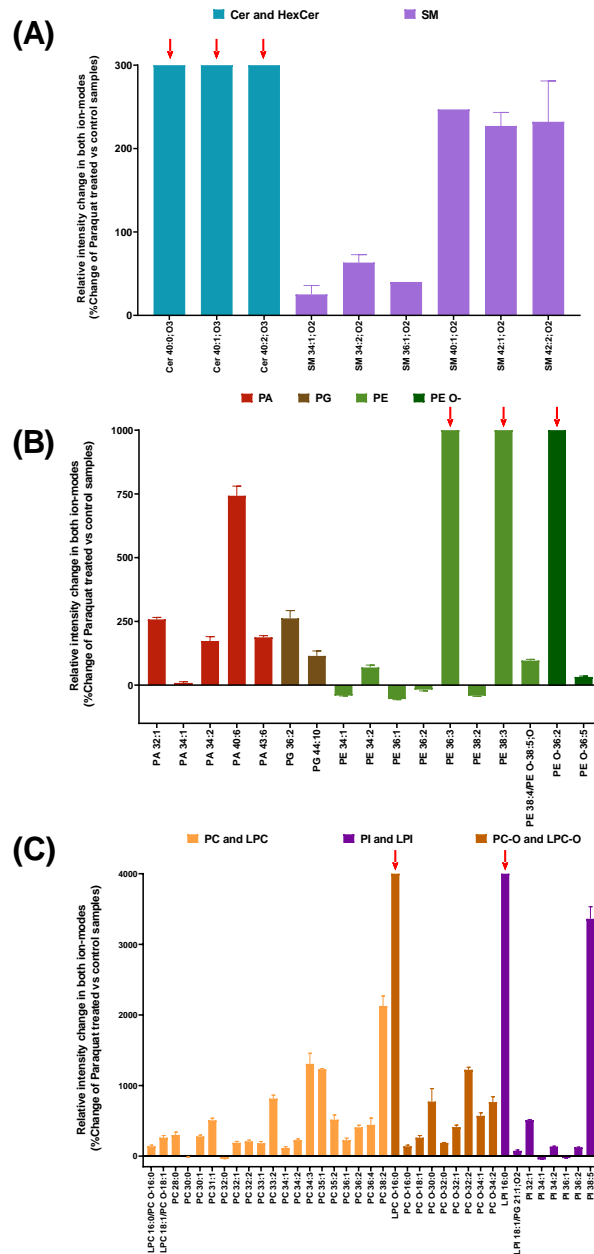 (A)
Cer and HexCer
SM
Relative intensity change in both ion-modes
(%Change of Paraquat treated vs control samples)
300
200
100
0
Cer 40:0;O3
Cer 40:1;O3
Cer 40:2;O3
SM 34:1;O2
SM 34:2;O2
SM 36:1;O2
SM 40:1;O2
SM 42:1;O2
SM 42:2;O2
(B)
PA
PG
PE
PE O-
Relative intensity change in both ion-modes
(%Change of Paraquat treated vs control samples)
1000
750
500
250
0
PA 32:1
PA 34:1
PA 34:2
PA 40:6
PA 43:6
PG 36:2
PG 44:10
PE 34:1
PE 34:2
PE 36:1
PE 36:2
PE 36:3
PE 38:2
PE 38:3
PE 38:4/PE O-38:5;O
PE O-36:2
PE O-36:5
(C)
PC and LPC
PI and LPI
PC-O and LPC-O
Relative intensity change in both ion-modes
(%Change of Paraquat treated vs control samples)
4000
3000
2000
1000
0
LPC 16:0/PC O-16:0
LPC 18:1/PC O-18:1
PC 28:0
PC 30:0
PC 30:1
PC 31:1
PC 32:0
PC 32:1
PC 32:2
PC 33:1
PC 33:2
PC 34:1
PC 34:2
PC 34:3
PC 35:1
PC 35:2
PC 36:1
PC 36:2
PC 36:4
PC 38:2
LPC O-16:0
PC O-16:0
PC O-18:1
PC O-30:0
PC O-32:0
PC O-32:1
PC O-32:2
PC O-34:1
PC O-34:2
LPI 16:0
LPI 18:1/PG 21:1;O2
PI 32:1
PI 34:1
PI 34:2
PI 36:1
PI 36:2
PI 38:5